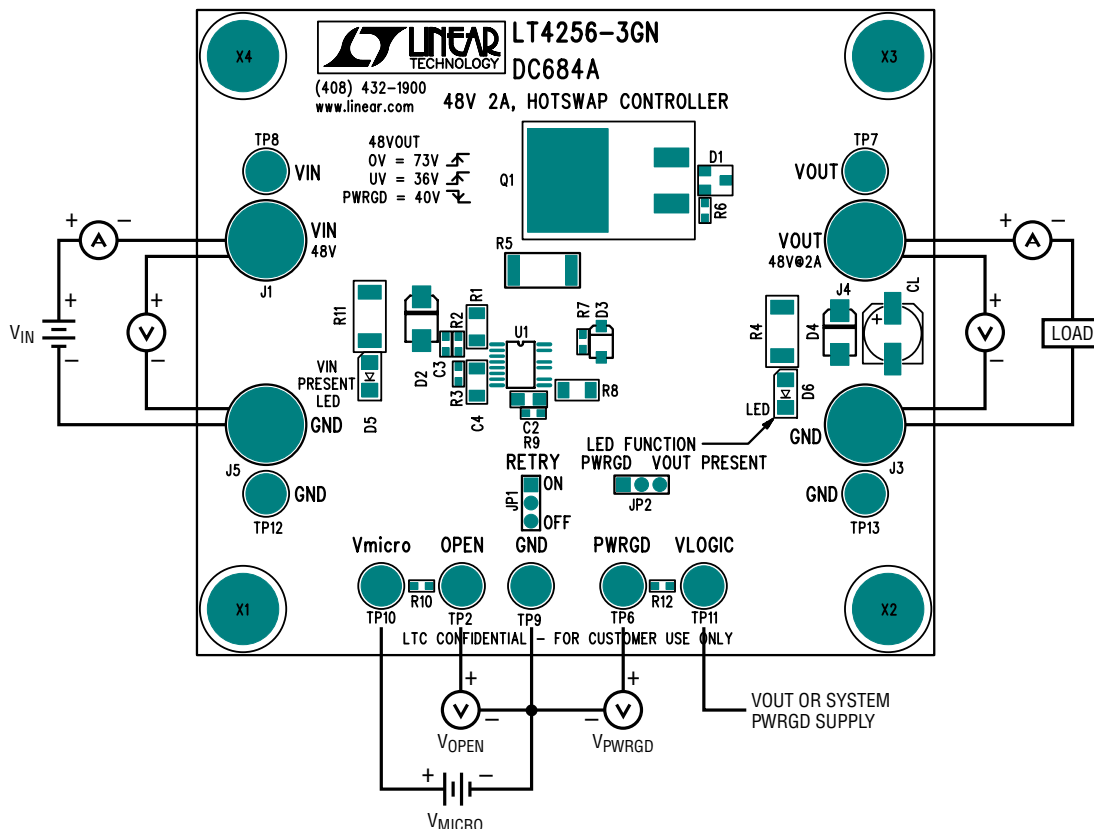 X4
LINEAR
TECHNOLOGY
LT4256-3GN
DC684A
X3
(408) 432-1900
www.linear.com
48V 2A, HOTSWAP CONTROLLER
48VOUT
OV = 73V
UV = 36V
PWRGD = 40V
TP8
VIN
Q1
D1
R6
TP7
VOUT
+ A −
VIN
48V
J1
R5
VOUT
48V@2A
J4
CL
+ A −
VIN
+
−
+
V
−
R11
VIN
PRESENT
LED
D5
D2
C3
R2
R1
R3
C4
U1
R7
D3
R8
C2
R9
R4
D4
+
LED
D6
+
V
−
LOAD
GND
J5
GND
TP12
LED FUNCTION
PWRGD VOUT PRESENT
JP2
RETRY
ON
JP1
OFF
GND
J3
GND
TP13
Vmicro
OPEN
GND
PWRGD
VLOGIC
X1
R10
R12
X2
TP10
TP2
TP9
TP6
TP11
LTC CONFIDENTIAL - FOR CUSTOMER USE ONLY
+
V
−
VOPEN
+
− V
VPWRGD
VOUT OR SYSTEM
PWRGD SUPPLY
+ −
VMICRO